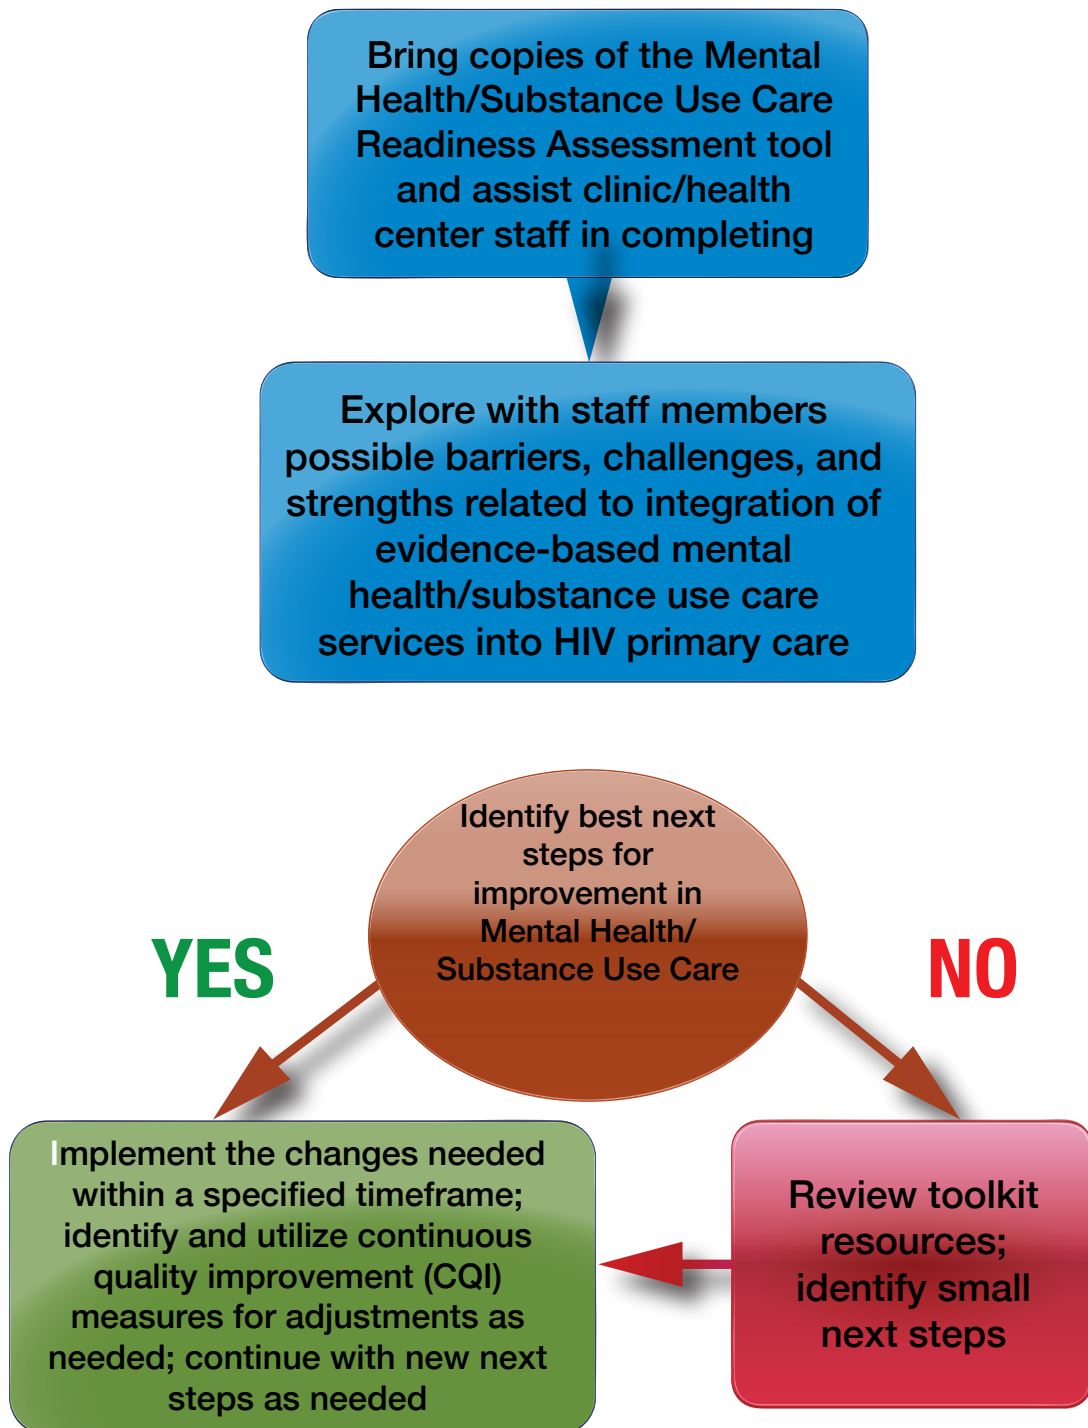 Bring copies of the Mental
Health/Substance Use Care
Readiness Assessment tool
and assist clinic/health
center staff in completing
Explore with staff members
possible barriers, challenges, and
strengths related to integration of
evidence-based mental
health/substance use care
services into HIV primary care
Identify best next
steps for
improvement in
Mental Health/
Substance Use Care
YES
NO
Implement the changes needed
within a specified timeframe;
identify and utilize continuous
quality improvement (CQI)
measures for adjustments as
needed; continue with new next
steps as needed
Review toolkit
resources;
identify small
next steps